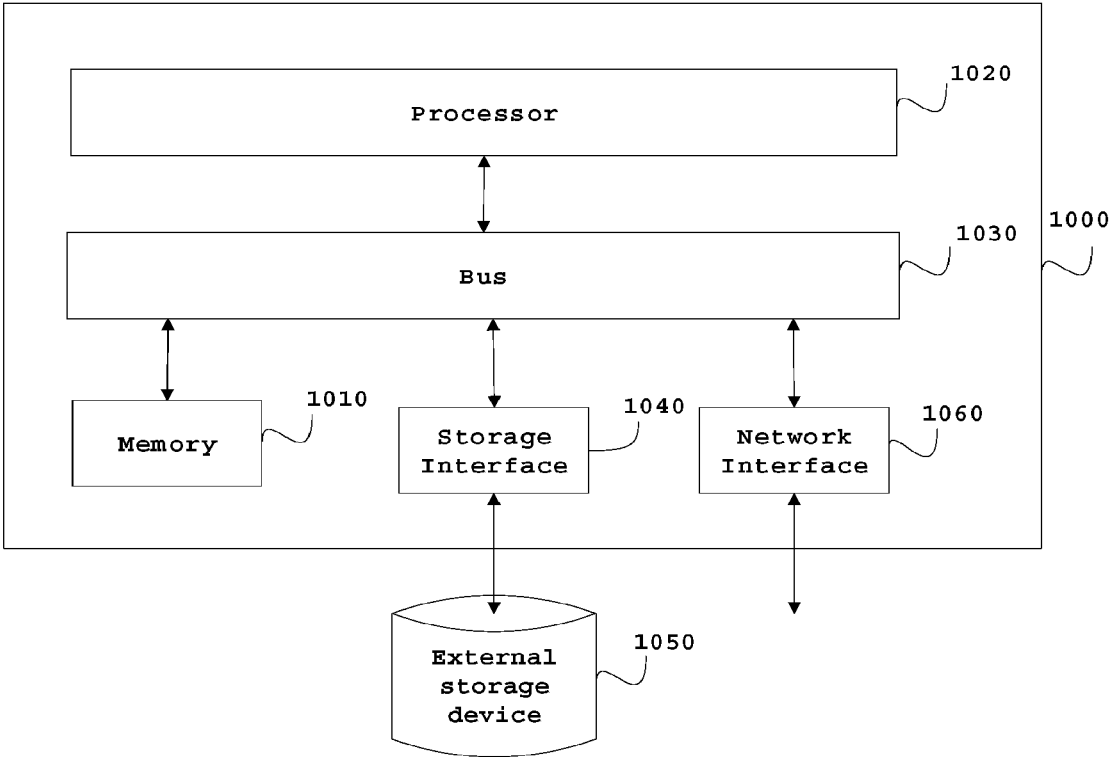 1020
Processor
1000
1030
Bus
1010
Memory
1040
Storage
Interface
1060
Network
Interface
1050
External
storage
device